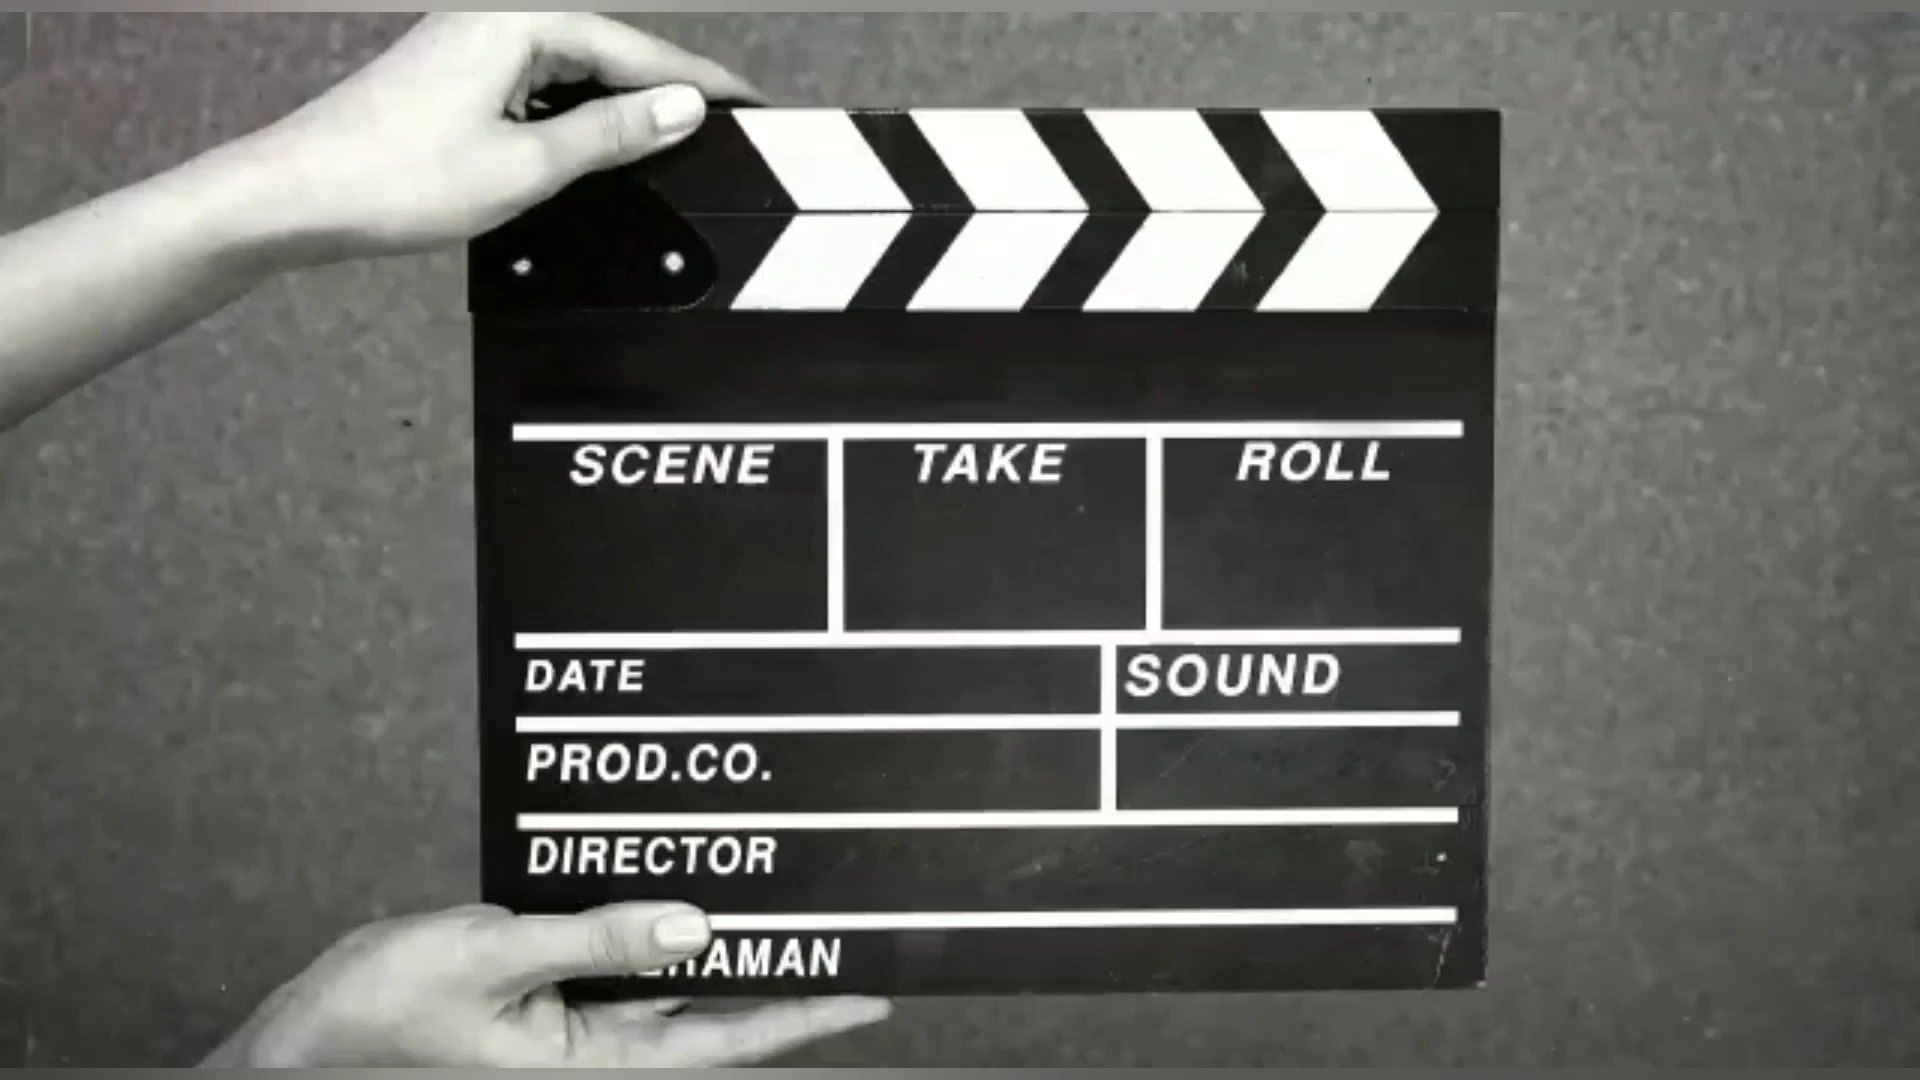 SCENE TAKE ROLL
DATE SOUND
PROD.CO.
DIRECTOR